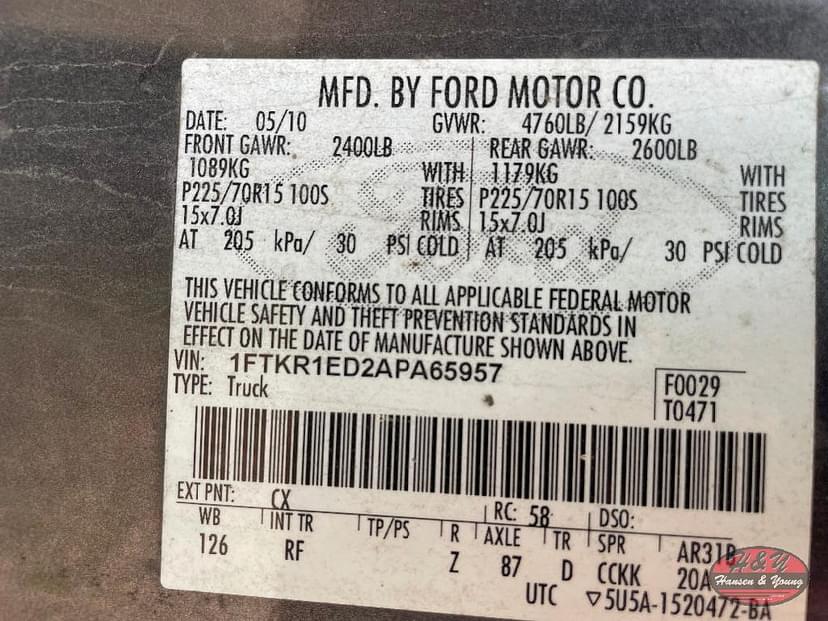 MFD. BY FORD MOTOR CO.
DATE: 05/10 GVWR: 4760LB/ 2159KG
FRONT GAWR: 2400LB REAR GAWR: 2600LB
1089KG WITH 1179KG WITH
P225/70R15 100S TIRES P225/70R15 100S TIRES
15x7.0J RIMS 15x7.0J RIMS
AT 205 kPa/ 30 PSI COLD AT 205 kPa/ 30 PSI COLD
THIS VEHICLE CONFORMS TO ALL APPLICABLE FEDERAL MOTOR
VEHICLE SAFETY AND THEFT PREVENTION STANDARDS IN
EFFECT ON THE DATE OF MANUFACTURE SHOWN ABOVE.
VIN: 1FTKR1ED2APA65957
TYPE: Truck
F0029
T0471
EXT PNT: CX RC: 58 DSO:
WB INT TR TP/PS R AXLE TR SPR AR31B
126 RF Z 87 D CCKK 20A
UTC ▽5U5A-1520472-BA
H&Y
Hansen & Young